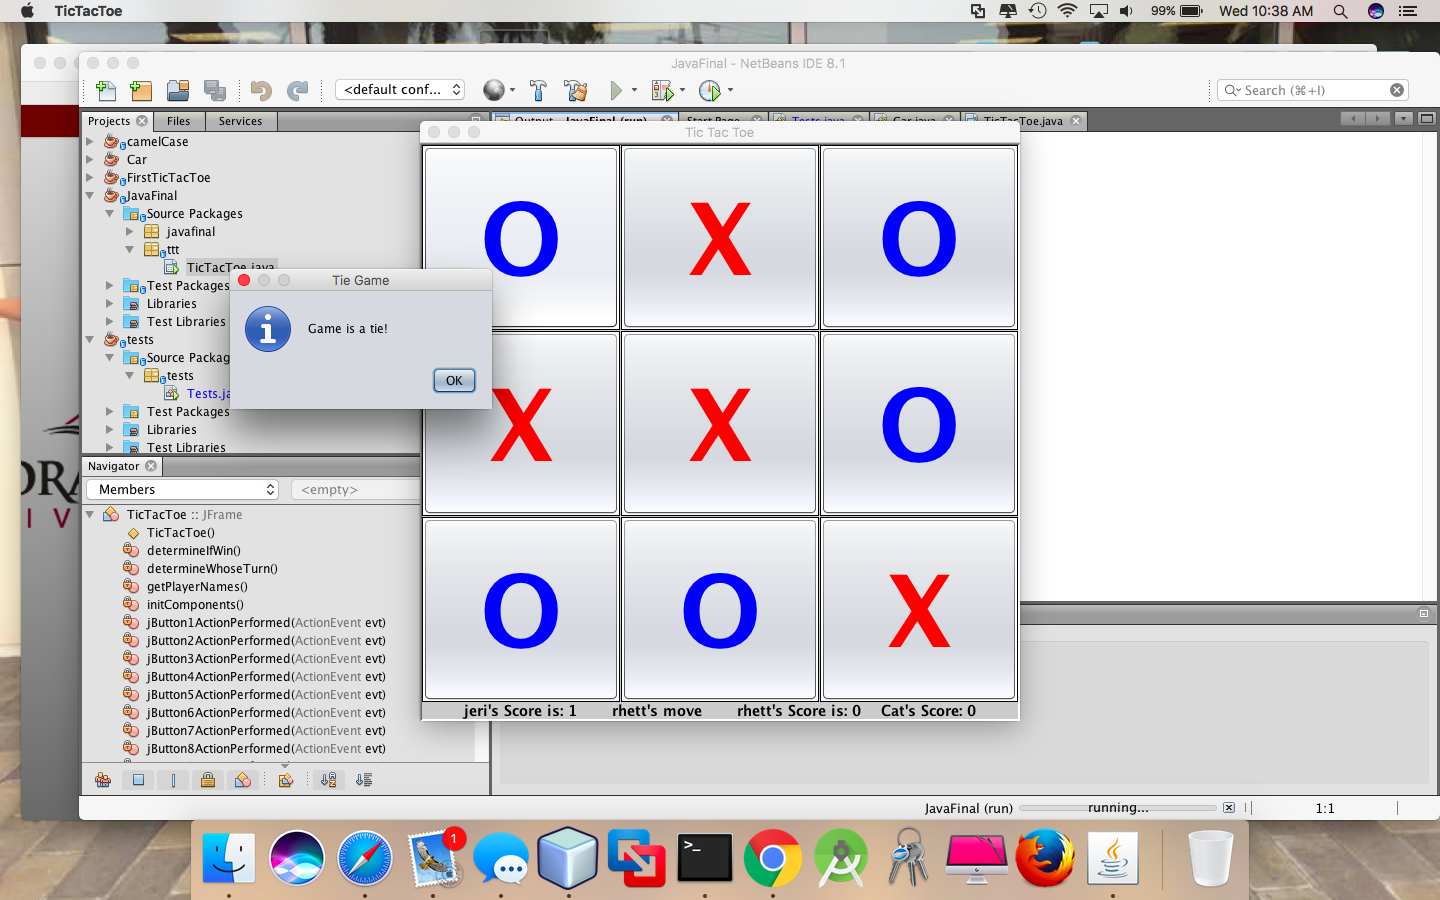 TicTacToe
99%
Wed 10:38 AM
JavaFinal - NetBeans IDE 8.1
<default conf...
Search (⌘+I)
Projects
Files
Services
Output - JavaFinal (run)
Start Page
Tests.java
Car.java
TicTacToe.java
camelCase
Car
FirstTicTacToe
JavaFinal
Source Packages
javafinal
ttt
TicTacToe.java
Test Packages
Libraries
Test Libraries
tests
Source Packag
tests
Tests.ja
Test Packages
Libraries
Test Libraries
Tie Game
Game is a tie!
OK
Tic Tac Toe
O X O
X X O
O O X
jeri's Score is: 1 rhett's move rhett's Score is: 0 Cat's Score: 0
Navigator
Members
<empty>
TicTacToe :: JFrame
TicTacToe()
determineIfWin()
determineWhoseTurn()
getPlayerNames()
initComponents()
jButton1ActionPerformed(ActionEvent evt)
jButton2ActionPerformed(ActionEvent evt)
jButton3ActionPerformed(ActionEvent evt)
jButton4ActionPerformed(ActionEvent evt)
jButton5ActionPerformed(ActionEvent evt)
jButton6ActionPerformed(ActionEvent evt)
jButton7ActionPerformed(ActionEvent evt)
jButton8ActionPerformed(ActionEvent evt)
JavaFinal (run)
running...
1:1
1